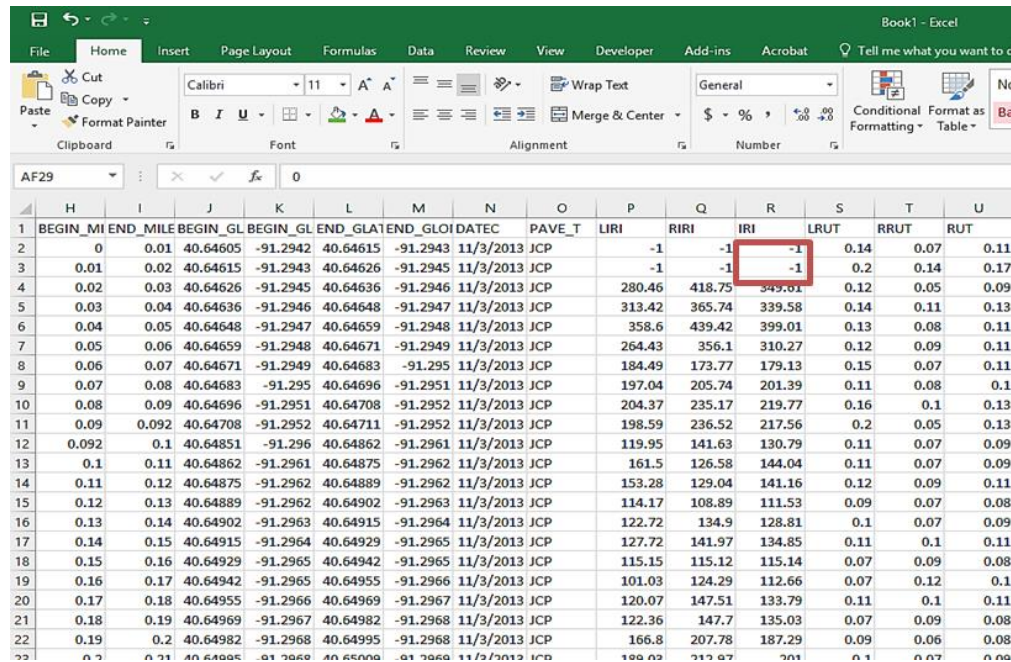 Book1 - Excel
File Home Insert Page Layout Formulas Data Review View Developer Add-ins Acrobat Tell me what you want to
Cut
Copy
Format Painter
Paste
Calibri 11 A A
B I U A
Wrap Text
Merge & Center
General
$ % , .00 .0
Conditional Formatting
Format as Table
Clipboard Font Alignment Number
AF29 fx 0
H I J K L M N O P Q R S T U
1 BEGIN_MI END_MILE BEGIN_GL BEGIN_GL END_GLAT END_GLOI DATEC PAVE_T LIRI RIRI IRI LRUT RRUT RUT
2 0 0.01 40.64605 -91.2942 40.64615 -91.2943 11/3/2013 JCP -1 -1 -1 0.14 0.07 0.11
3 0.01 0.02 40.64615 -91.2943 40.64626 -91.2945 11/3/2013 JCP -1 -1 -1 0.2 0.14 0.17
4 0.02 0.03 40.64626 -91.2945 40.64636 -91.2946 11/3/2013 JCP 280.46 418.75 349.61 0.12 0.05 0.09
5 0.03 0.04 40.64636 -91.2946 40.64648 -91.2947 11/3/2013 JCP 313.42 365.74 339.58 0.14 0.11 0.13
6 0.04 0.05 40.64648 -91.2947 40.64659 -91.2948 11/3/2013 JCP 358.6 439.42 399.01 0.13 0.08 0.11
7 0.05 0.06 40.64659 -91.2948 40.64671 -91.2949 11/3/2013 JCP 264.43 356.1 310.27 0.12 0.09 0.11
8 0.06 0.07 40.64671 -91.2949 40.64683 -91.295 11/3/2013 JCP 184.49 173.77 179.13 0.15 0.07 0.11
9 0.07 0.08 40.64683 -91.295 40.64696 -91.2951 11/3/2013 JCP 197.04 205.74 201.39 0.11 0.08 0.1
10 0.08 0.09 40.64696 -91.2951 40.64708 -91.2952 11/3/2013 JCP 204.37 235.17 219.77 0.16 0.1 0.13
11 0.09 0.092 40.64708 -91.2952 40.64711 -91.2952 11/3/2013 JCP 198.59 236.52 217.56 0.2 0.05 0.13
12 0.092 0.1 40.64851 -91.296 40.64862 -91.2961 11/3/2013 JCP 119.95 141.63 130.79 0.11 0.07 0.09
13 0.1 0.11 40.64862 -91.2961 40.64875 -91.2962 11/3/2013 JCP 161.5 126.58 144.04 0.11 0.07 0.09
14 0.11 0.12 40.64875 -91.2962 40.64889 -91.2962 11/3/2013 JCP 153.28 129.04 141.16 0.12 0.09 0.11
15 0.12 0.13 40.64889 -91.2962 40.64902 -91.2963 11/3/2013 JCP 114.17 108.89 111.53 0.09 0.07 0.08
16 0.13 0.14 40.64902 -91.2963 40.64915 -91.2964 11/3/2013 JCP 122.72 134.9 128.81 0.1 0.07 0.09
17 0.14 0.15 40.64915 -91.2964 40.64929 -91.2965 11/3/2013 JCP 127.72 141.97 134.85 0.11 0.1 0.11
18 0.15 0.16 40.64929 -91.2965 40.64942 -91.2965 11/3/2013 JCP 115.15 115.12 115.14 0.07 0.09 0.08
19 0.16 0.17 40.64942 -91.2965 40.64955 -91.2966 11/3/2013 JCP 101.03 124.29 112.66 0.07 0.12 0.1
20 0.17 0.18 40.64955 -91.2966 40.64969 -91.2967 11/3/2013 JCP 120.07 147.51 133.79 0.11 0.1 0.11
21 0.18 0.19 40.64969 -91.2967 40.64982 -91.2968 11/3/2013 JCP 122.36 147.7 135.03 0.07 0.09 0.08
22 0.19 0.2 40.64982 -91.2968 40.64995 -91.2968 11/3/2013 JCP 166.8 207.78 187.29 0.09 0.06 0.08
23 0.2 0.21 40.64995 -91.2968 40.65009 -91.2969 11/3/2013 JCP 189.03 212.97 201 0.1 0.07 0.09